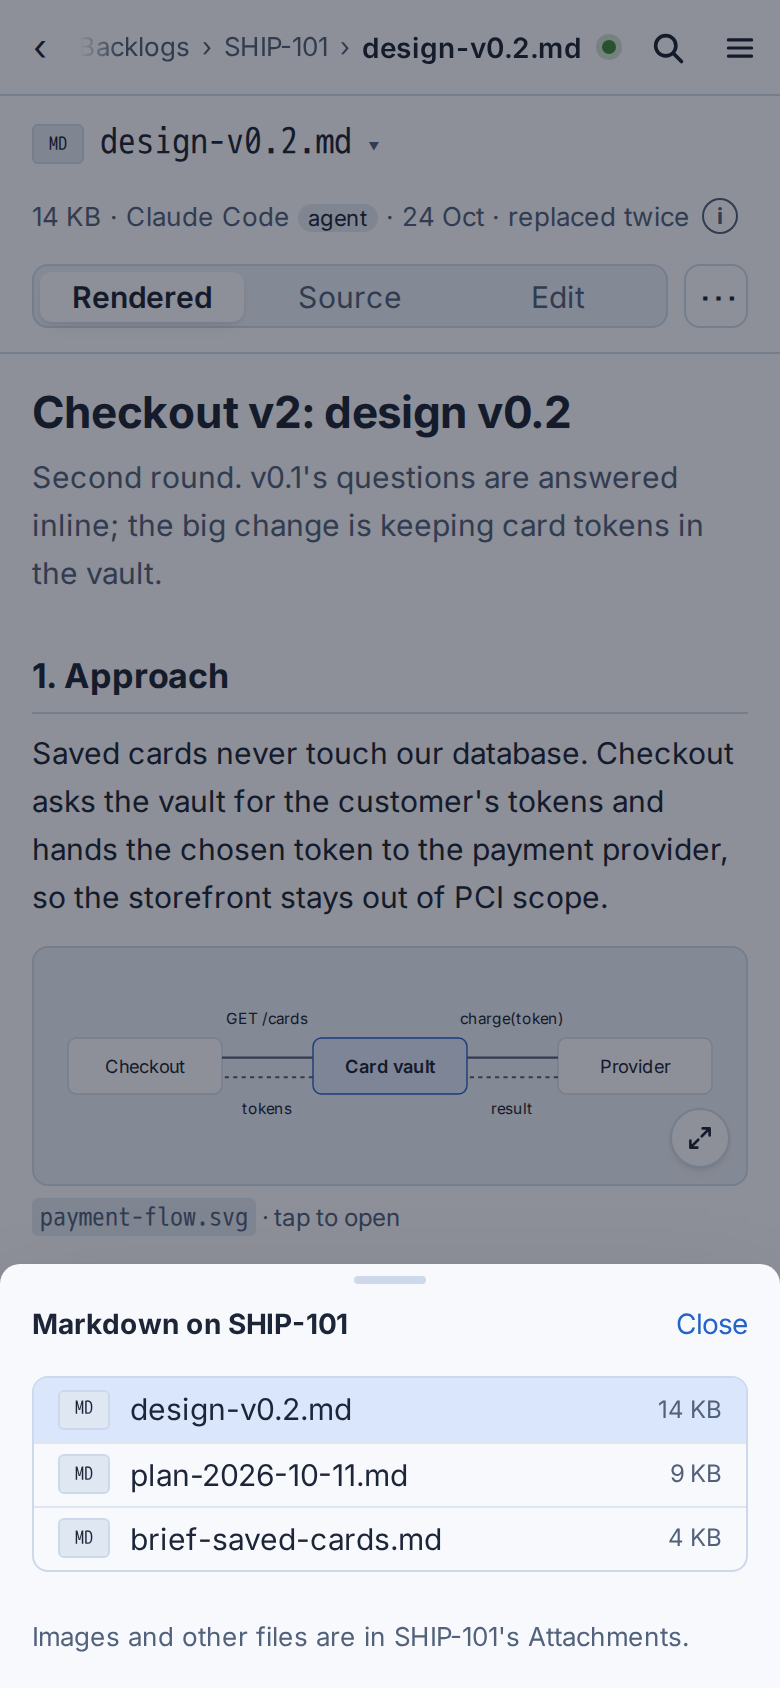 ‹ Backlogs › SHIP-101 › design-v0.2.md
MD design-v0.2.md ▾
14 KB · Claude Code agent · 24 Oct · replaced twice i
Rendered Source Edit ···
Checkout v2: design v0.2
Second round. v0.1's questions are answered
inline; the big change is keeping card tokens in
the vault.
1. Approach
Saved cards never touch our database. Checkout
asks the vault for the customer's tokens and
hands the chosen token to the payment provider,
so the storefront stays out of PCI scope.
GET /cards charge(token)
Checkout Card vault Provider
tokens result
payment-flow.svg · tap to open
Markdown on SHIP-101 Close
MD design-v0.2.md 14 KB
MD plan-2026-10-11.md 9 KB
MD brief-saved-cards.md 4 KB
Images and other files are in SHIP-101's Attachments.